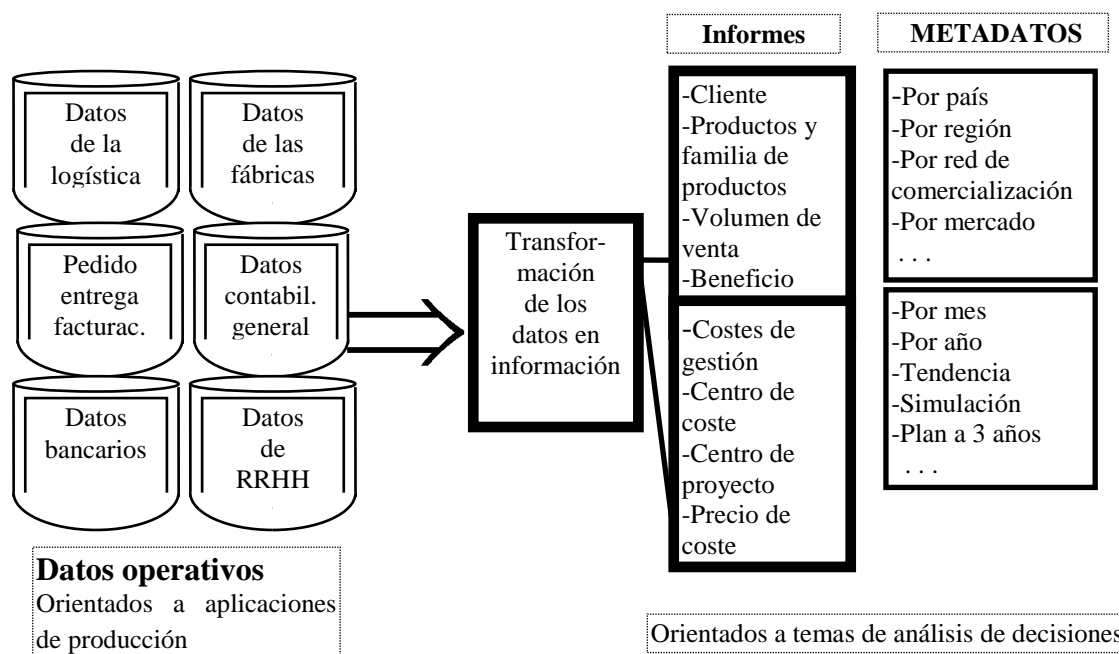 Informes
METADATOS
Datos
de la
logística
Datos
de las
fábricas
Pedido
entrega
facturac.
Datos
contabil.
general
Datos
bancarios
Datos
de
RRHH
Datos operativos
Orientados a aplicaciones
de producción
Transfor-
mación
de los
datos en
información
-Cliente
-Productos y
familia de
productos
-Volumen de
venta
-Beneficio
-Costes de
gestión
-Centro de
coste
-Centro de
proyecto
-Precio de
coste
-Por país
-Por región
-Por red de
comercialización
-Por mercado
. . .
-Por mes
-Por año
-Tendencia
-Simulación
-Plan a 3 años
. . .
Orientados a temas de análisis de decisiones